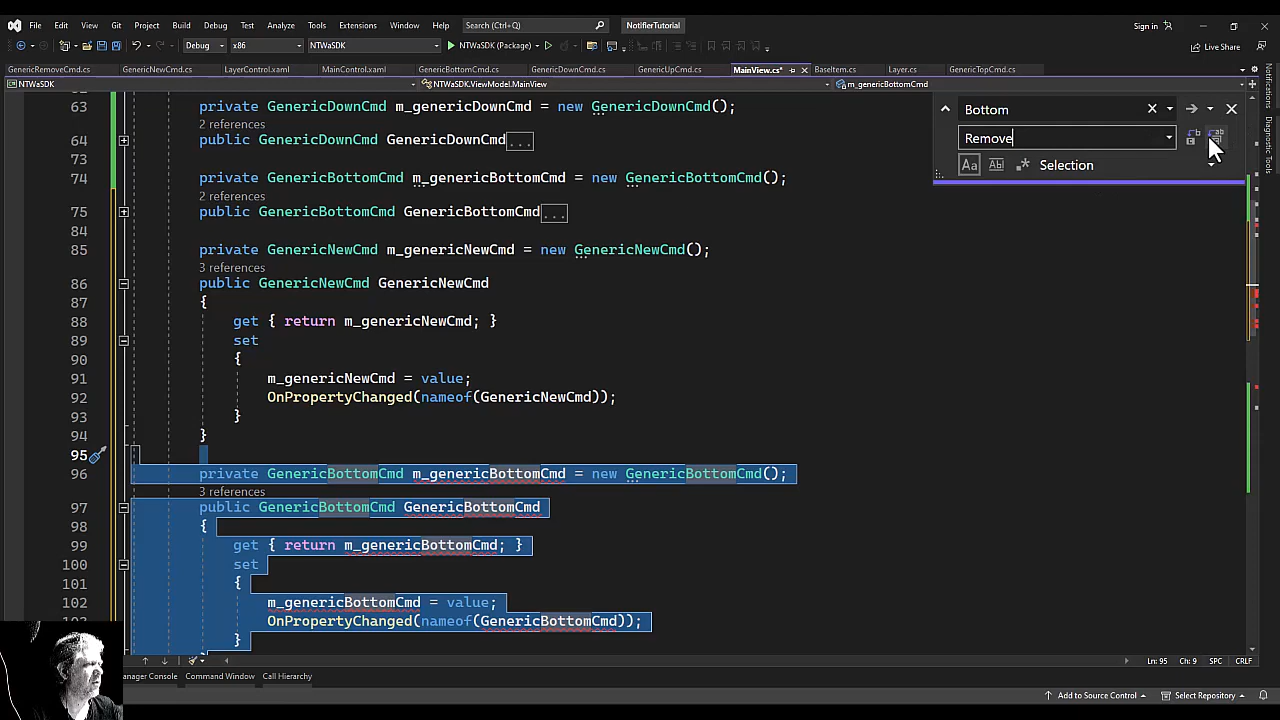 File Edit View Git Project Build Debug Test Analyze Tools Extensions Window Help Search (Ctrl+Q) NotifierTutorial Sign in
Debug x86 NTWaSDK NTWaSDK (Package) Live Share
GenericRemoveCmd.cs GenericNewCmd.cs LayerControl.xaml MainControl.xaml GenericBottomCmd.cs GenericDownCmd.cs GenericUpCmd.cs MainView.cs* BaseItem.cs Layer.cs GenericTopCmd.cs
NTWaSDK NTWaSDK.ViewModel.MainView m_genericBottomCmd
63 private GenericDownCmd m_genericDownCmd = new GenericDownCmd();
2 references
64 public GenericDownCmd GenericDownCmd...
73
74 private GenericBottomCmd m_genericBottomCmd = new GenericBottomCmd();
2 references
75 public GenericBottomCmd GenericBottomCmd...
84
85 private GenericNewCmd m_genericNewCmd = new GenericNewCmd();
3 references
86 public GenericNewCmd GenericNewCmd
87 {
88 get { return m_genericNewCmd; }
89 set
90 {
91 m_genericNewCmd = value;
92 OnPropertyChanged(nameof(GenericNewCmd));
93 }
94 }
95
96 private GenericBottomCmd m_genericBottomCmd = new GenericBottomCmd();
3 references
97 public GenericBottomCmd GenericBottomCmd
98 {
99 get { return m_genericBottomCmd; }
100 set
101 {
102 m_genericBottomCmd = value;
OnPropertyChanged(nameof(GenericBottomCmd));
}
Bottom
Remove
Aa Ab .* Selection
Notifications
Diagnostic Tools
Ln: 95 Ch: 9 SPC CRLF
Manager Console Command Window Call Hierarchy
Add to Source Control Select Repository